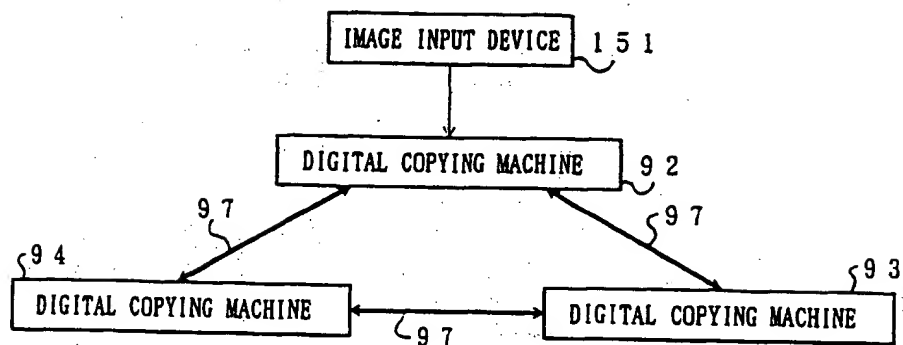 IMAGE INPUT DEVICE
151
DIGITAL COPYING MACHINE
92
97
97
94
93
DIGITAL COPYING MACHINE
DIGITAL COPYING MACHINE
97